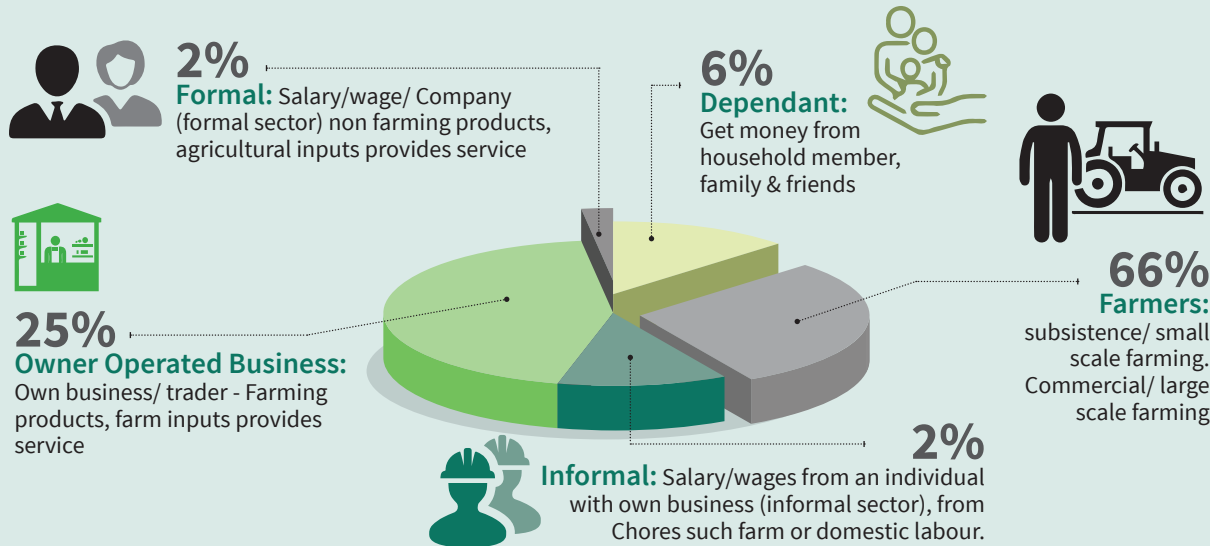 2%
Formal: Salary/wage/ Company
(formal sector) non farming products,
agricultural inputs provides service
6%
Dependant:
Get money from
household member,
family & friends
66%
Farmers:
subsistence/ small
scale farming.
Commercial/ large
scale farming
25%
Owner Operated Business:
Own business/ trader - Farming
products, farm inputs provides
service
2%
Informal: Salary/wages from an individual
with own business (informal sector), from
Chores such farm or domestic labour.